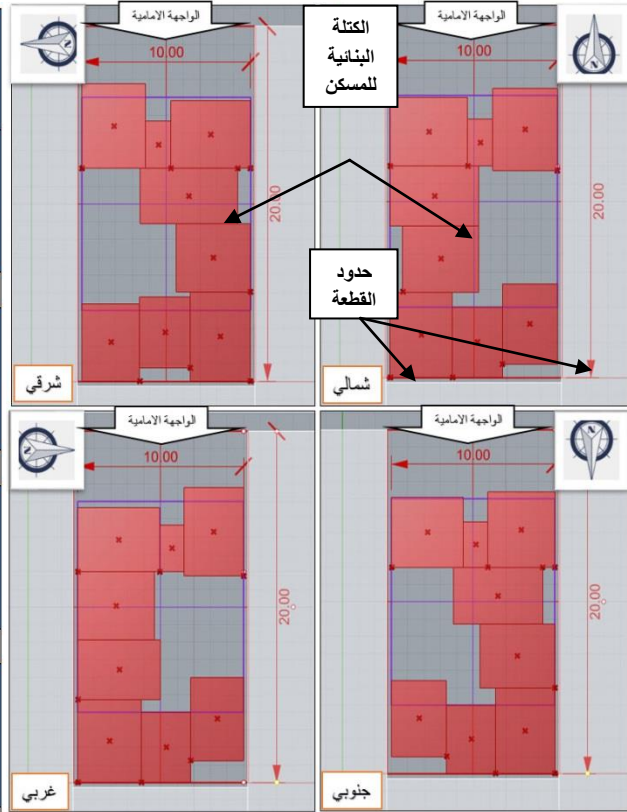 الواجهة الامامية
10.00
20.00
شرقي
الكتلة
البنائية
للمسكن
حدود
القطعة
الواجهة الامامية
N
10.00
20.00
شمالي
الواجهة الامامية
N
10.00
20.00
غربي
الواجهة الامامية
N
10.00
20.00
جنوبي
N